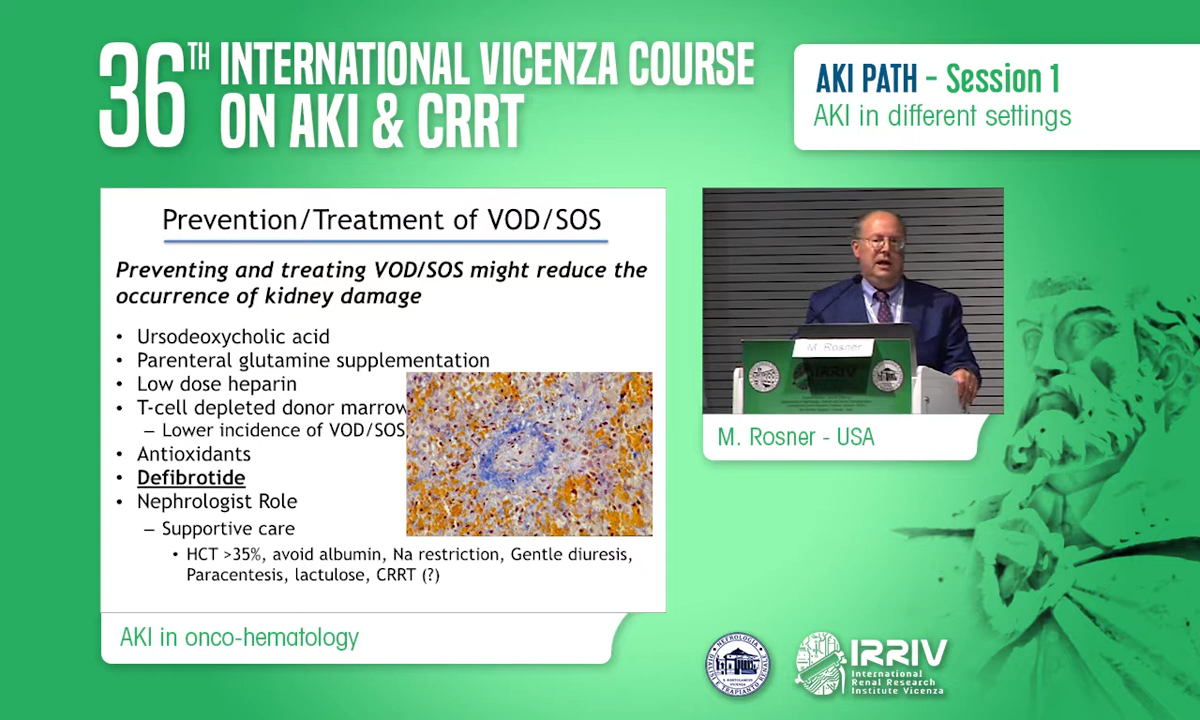 36TH INTERNATIONAL VICENZA COURSE
ON AKI & CRRT
AKI PATH - Session 1
AKI in different settings
Prevention/Treatment of VOD/SOS
Preventing and treating VOD/SOS might reduce the
occurrence of kidney damage
• Ursodeoxycholic acid
• Parenteral glutamine supplementation
• Low dose heparin
• T-cell depleted donor marrow
– Lower incidence of VOD/SOS
• Antioxidants
• Defibrotide
• Nephrologist Role
– Supportive care
• HCT >35%, avoid albumin, Na restriction, Gentle diuresis,
Paracentesis, lactulose, CRRT (?)
M. Rosner
IRRIV
M. Rosner - USA
AKI in onco-hematology
IRRIV
International
Renal Research
Institute Vicenza